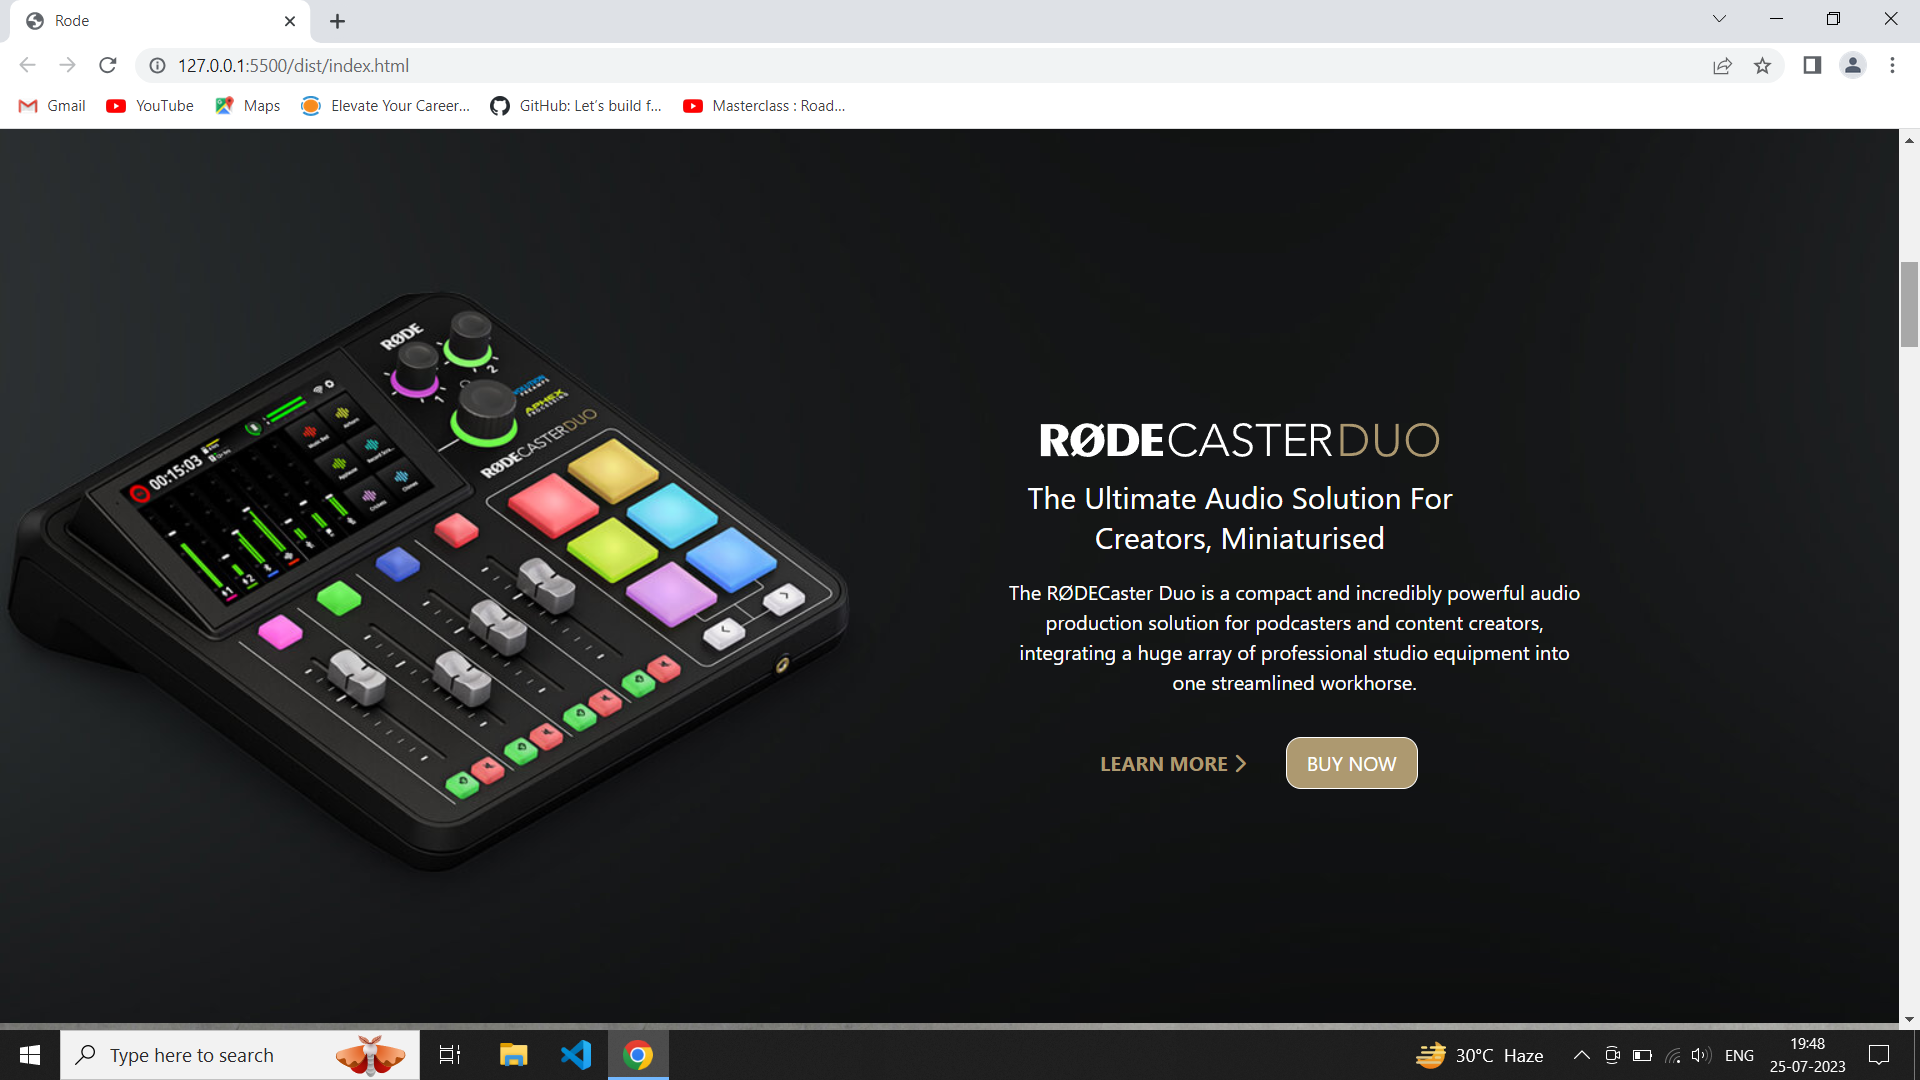 Rode
127.0.0.1:5500/dist/index.html
Gmail
YouTube
Maps
Elevate Your Career...
GitHub: Let's build f...
Masterclass : Road...
RØDE
2
1
APHEX
PROCESSING
RØDECASTERDUO
00:15:03
RØDECASTERDUO
The Ultimate Audio Solution For
Creators, Miniaturised
The RØDECaster Duo is a compact and incredibly powerful audio
production solution for podcasters and content creators,
integrating a huge array of professional studio equipment into
one streamlined workhorse.
LEARN MORE
BUY NOW
Type here to search
30°C Haze
ENG
19:48
25-07-2023